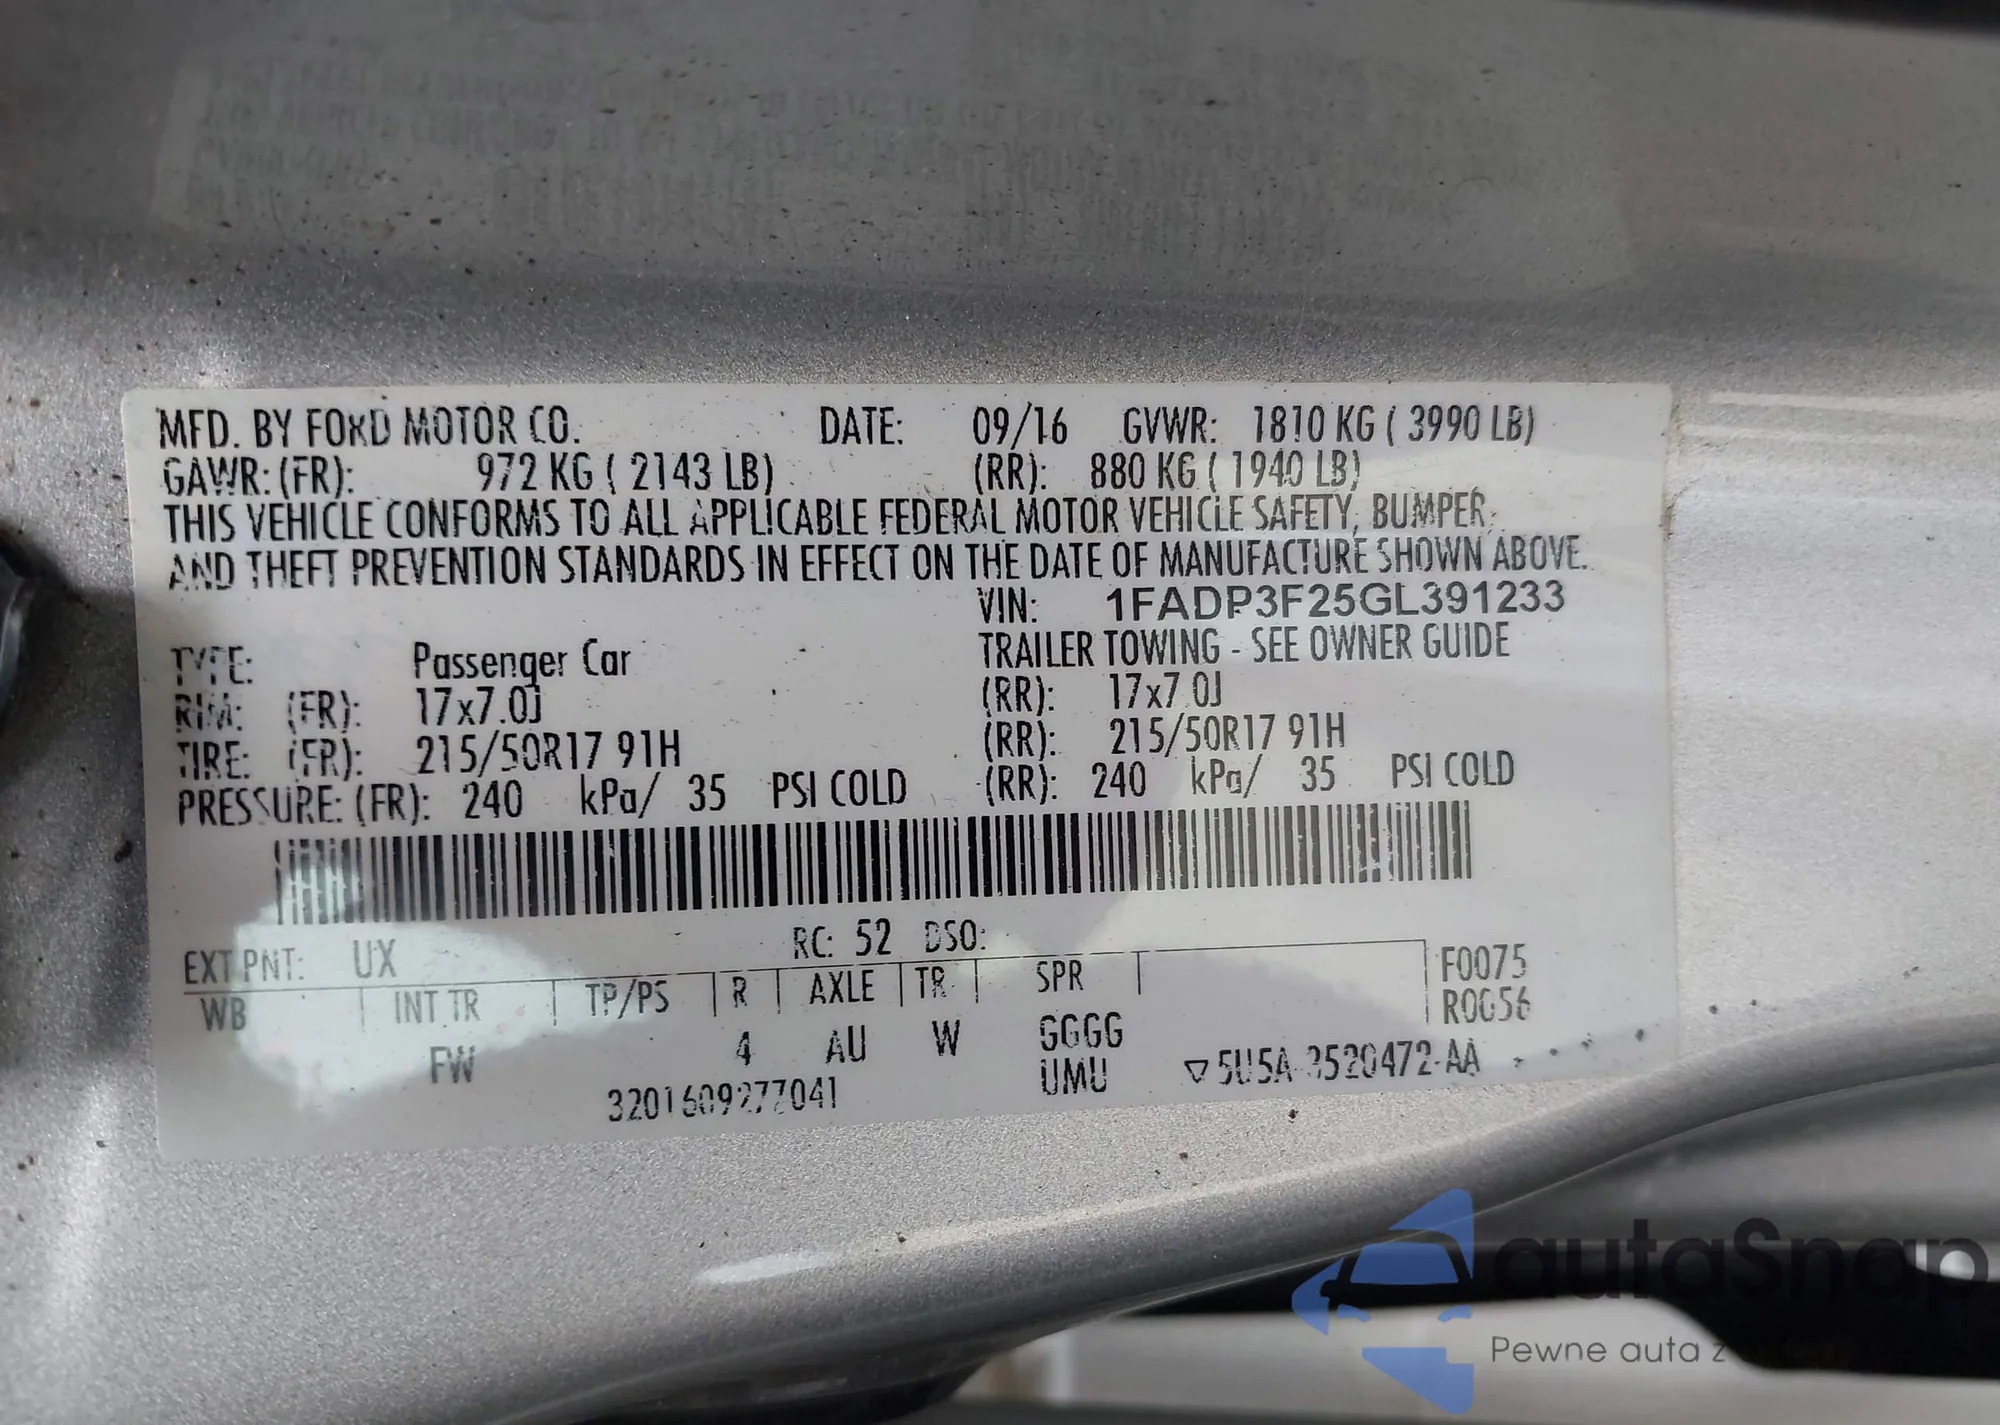 MFD. BY FORD MOTOR CO. DATE: 09/16 GVWR: 1810 KG ( 3990 LB)
GAWR: (FR): 972 KG ( 2143 LB) (RR): 880 KG ( 1940 LB)
THIS VEHICLE CONFORMS TO ALL APPLICABLE FEDERAL MOTOR VEHICLE SAFETY, BUMPER,
AND THEFT PREVENTION STANDARDS IN EFFECT ON THE DATE OF MANUFACTURE SHOWN ABOVE.
VIN: 1FADP3F25GL391233
TYPE: Passenger Car TRAILER TOWING - SEE OWNER GUIDE
RIM: (FR): 17x7.0J (RR): 17x7.0J
TIRE: (FR): 215/50R17 91H (RR): 215/50R17 91H
PRESSURE: (FR): 240 kPa/ 35 PSI COLD (RR): 240 kPa/ 35 PSI COLD
EXT PNT: UX RC: 52 DSO:
WB INT TR TP/PS R AXLE TR SPR F0075
R0056
FW 4 AU W GGGG
UMU ▽ 5U5A-3520472-AA
3201609277041
autoSnap
Pewne auta z